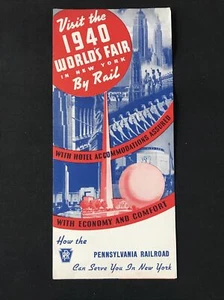 Visit the
1940
WORLD'S FAIR
IN NEW YORK
By Rail
WITH HOTEL ACCOMMODATIONS ASSURED
WITH ECONOMY AND COMFORT
How the
PENNSYLVANIA RAILROAD
Can Serve You In New York